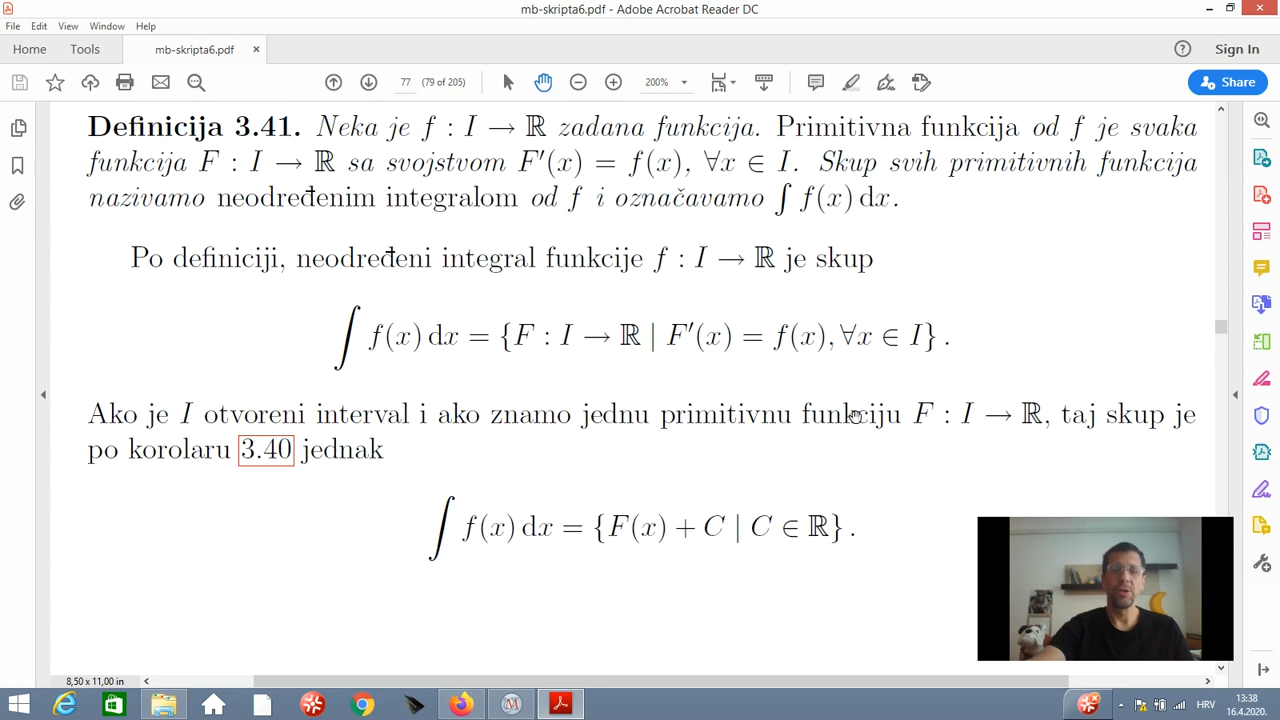 mb-skripta6.pdf - Adobe Acrobat Reader DC
File Edit View Window Help
Home Tools mb-skripta6.pdf × Sign In
77 (79 of 205) 200% Share
Definicija 3.41. Neka je f : I → ℝ zadana funkcija. Primitivna funkcija od f je svaka
funkcija F : I → ℝ sa svojstvom F′(x) = f(x), ∀x ∈ I. Skup svih primitivnih funkcija
nazivamo neodređenim integralom od f i označavamo ∫ f(x) dx.
Po definiciji, neodređeni integral funkcije f : I → ℝ je skup
∫ f(x) dx = {F : I → ℝ | F′(x) = f(x), ∀x ∈ I} .
Ako je I otvoreni interval i ako znamo jednu primitivnu funkciju F : I → ℝ, taj skup je
po korolaru 3.40 jednak
∫ f(x) dx = {F(x) + C | C ∈ ℝ} .
8,50 x 11,00 in
HRV 13:38
16.4.2020.